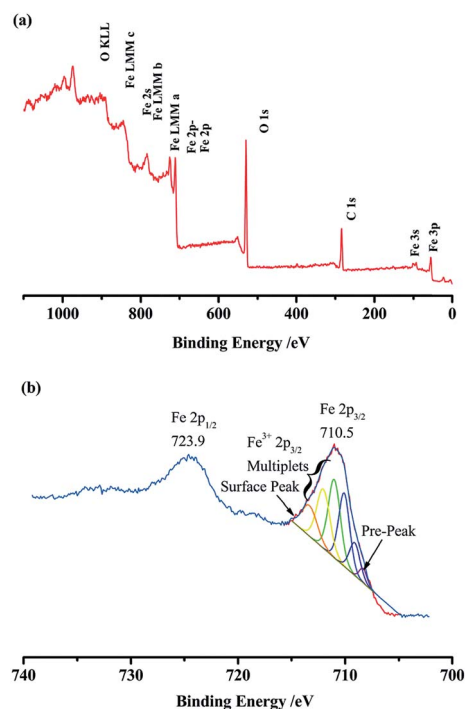 (a)
O KLL
Fe LMM c
Fe 2s
Fe LMM b
Fe LMM a
Fe 2p-
Fe 2p
O 1s
C 1s
Fe 3s
Fe 3p
1000 800 600 400 200 0
Binding Energy /eV
(b)
Fe 2p1/2
723.9
Fe3+ 2p3/2
Multiplets
Surface Peak
Fe 2p3/2
710.5
Pre-Peak
740 730 720 710 700
Binding Energy /eV